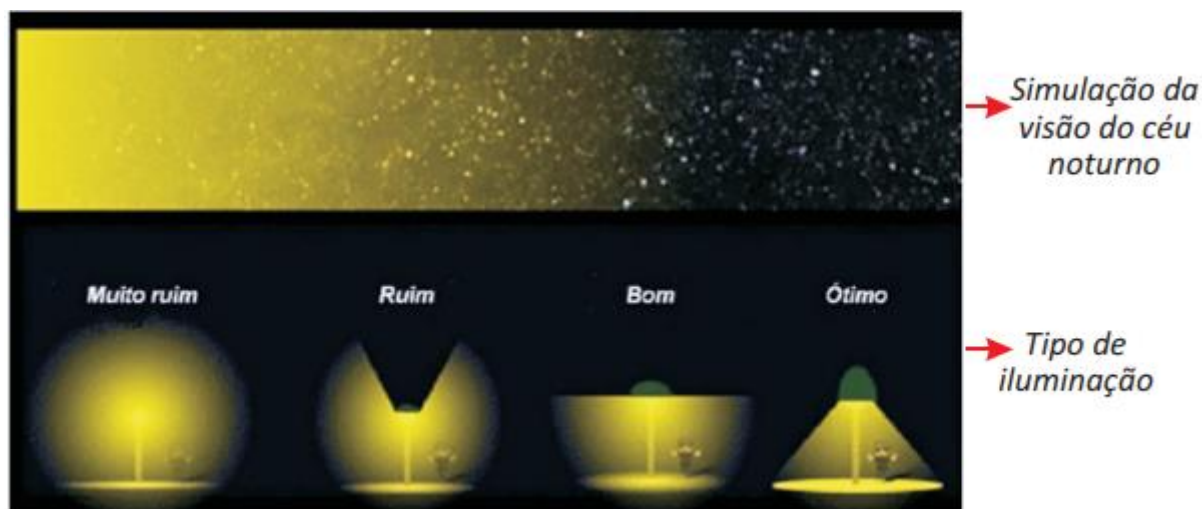 Simulação da
visão do céu
noturno
Muito ruim
Ruim
Bom
Ótimo
Tipo de
iluminação